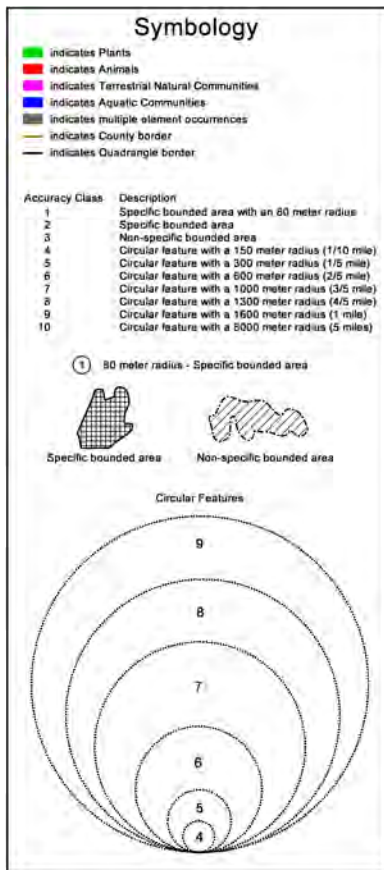 Symbology
indicates Plants
indicates Animals
indicates Terrestrial Natural Communities
indicates Aquatic Communities
indicates multiple element occurrences
indicates County border
indicates Quadrangle border
Accuracy Class Description
1 Specific bounded area with an 80 meter radius
2 Specific bounded area
3 Non-specific bounded area
4 Circular feature with a 150 meter radius (1/10 mile)
5 Circular feature with a 300 meter radius (1/5 mile)
6 Circular feature with a 600 meter radius (2/5 mile)
7 Circular feature with a 1000 meter radius (3/5 mile)
8 Circular feature with a 1300 meter radius (4/5 mile)
9 Circular feature with a 1600 meter radius (1 mile)
10 Circular feature with a 8000 meter radius (5 miles)
1 80 meter radius - Specific bounded area
Specific bounded area Non-specific bounded area
Circular Features
9
8
7
6
5
4